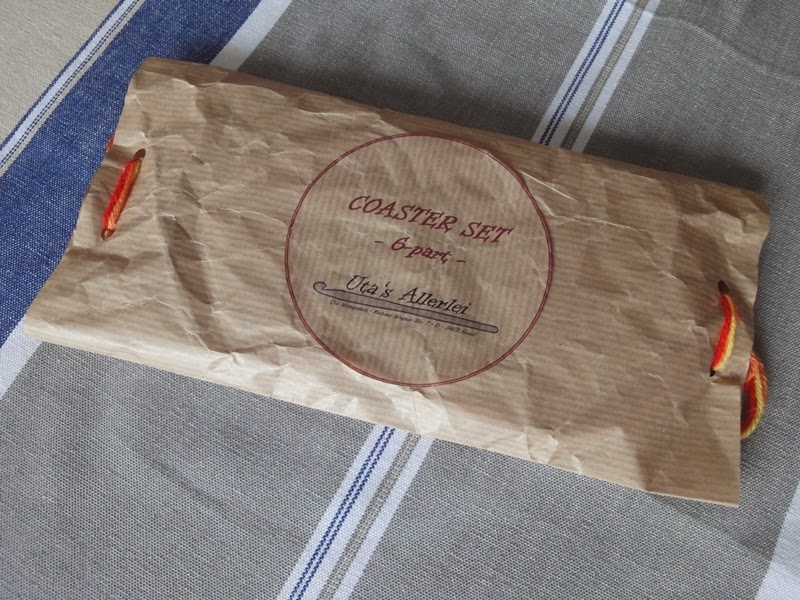 COASTER SET
- 6-part -
Uta's Allerlei